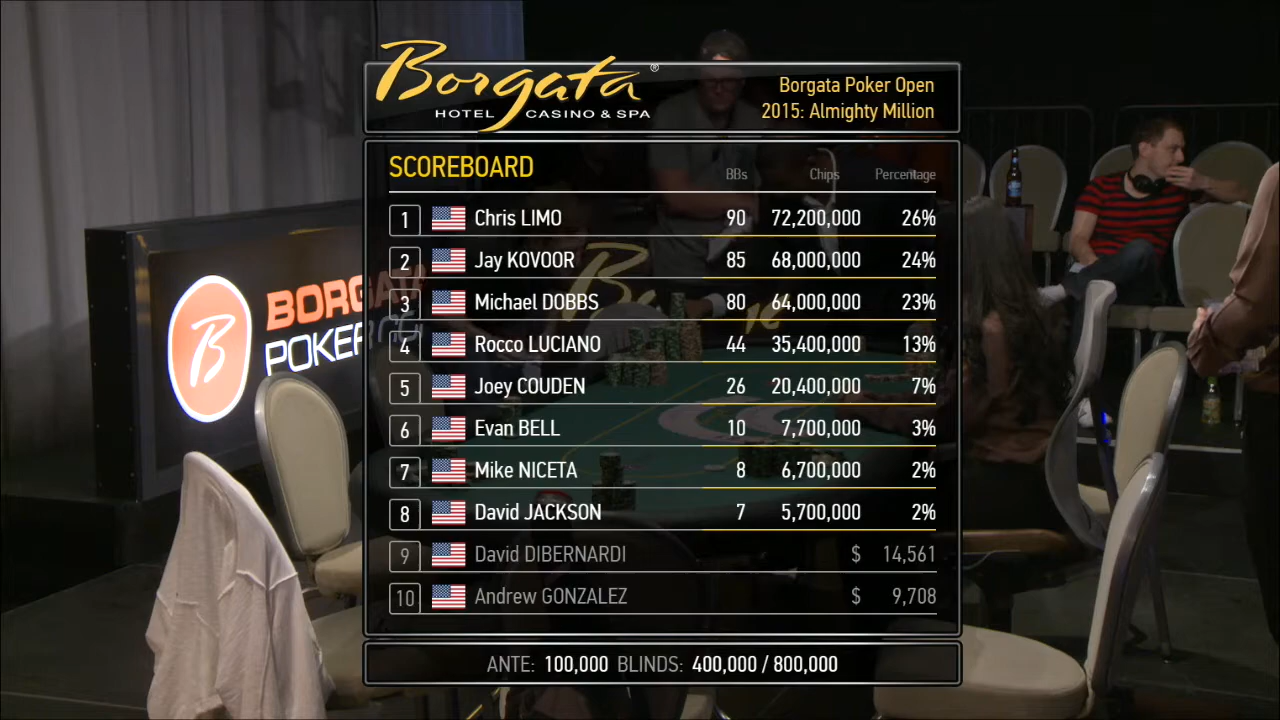 Borgata®
HOTEL CASINO & SPA
Borgata Poker Open
2015: Almighty Million
SCOREBOARD BBs Chips Percentage
1 Chris LIMO 90 72,200,000 26%
2 Jay KOVOOR 85 68,000,000 24%
3 Michael DOBBS 80 64,000,000 23%
4 Rocco LUCIANO 44 35,400,000 13%
5 Joey COUDEN 26 20,400,000 7%
6 Evan BELL 10 7,700,000 3%
7 Mike NICETA 8 6,700,000 2%
8 David JACKSON 7 5,700,000 2%
9 David DIBERNARDI $ 14,561
10 Andrew GONZALEZ $ 9,708
ANTE: 100,000 BLINDS: 400,000 / 800,000
B
BORGATA
POKER